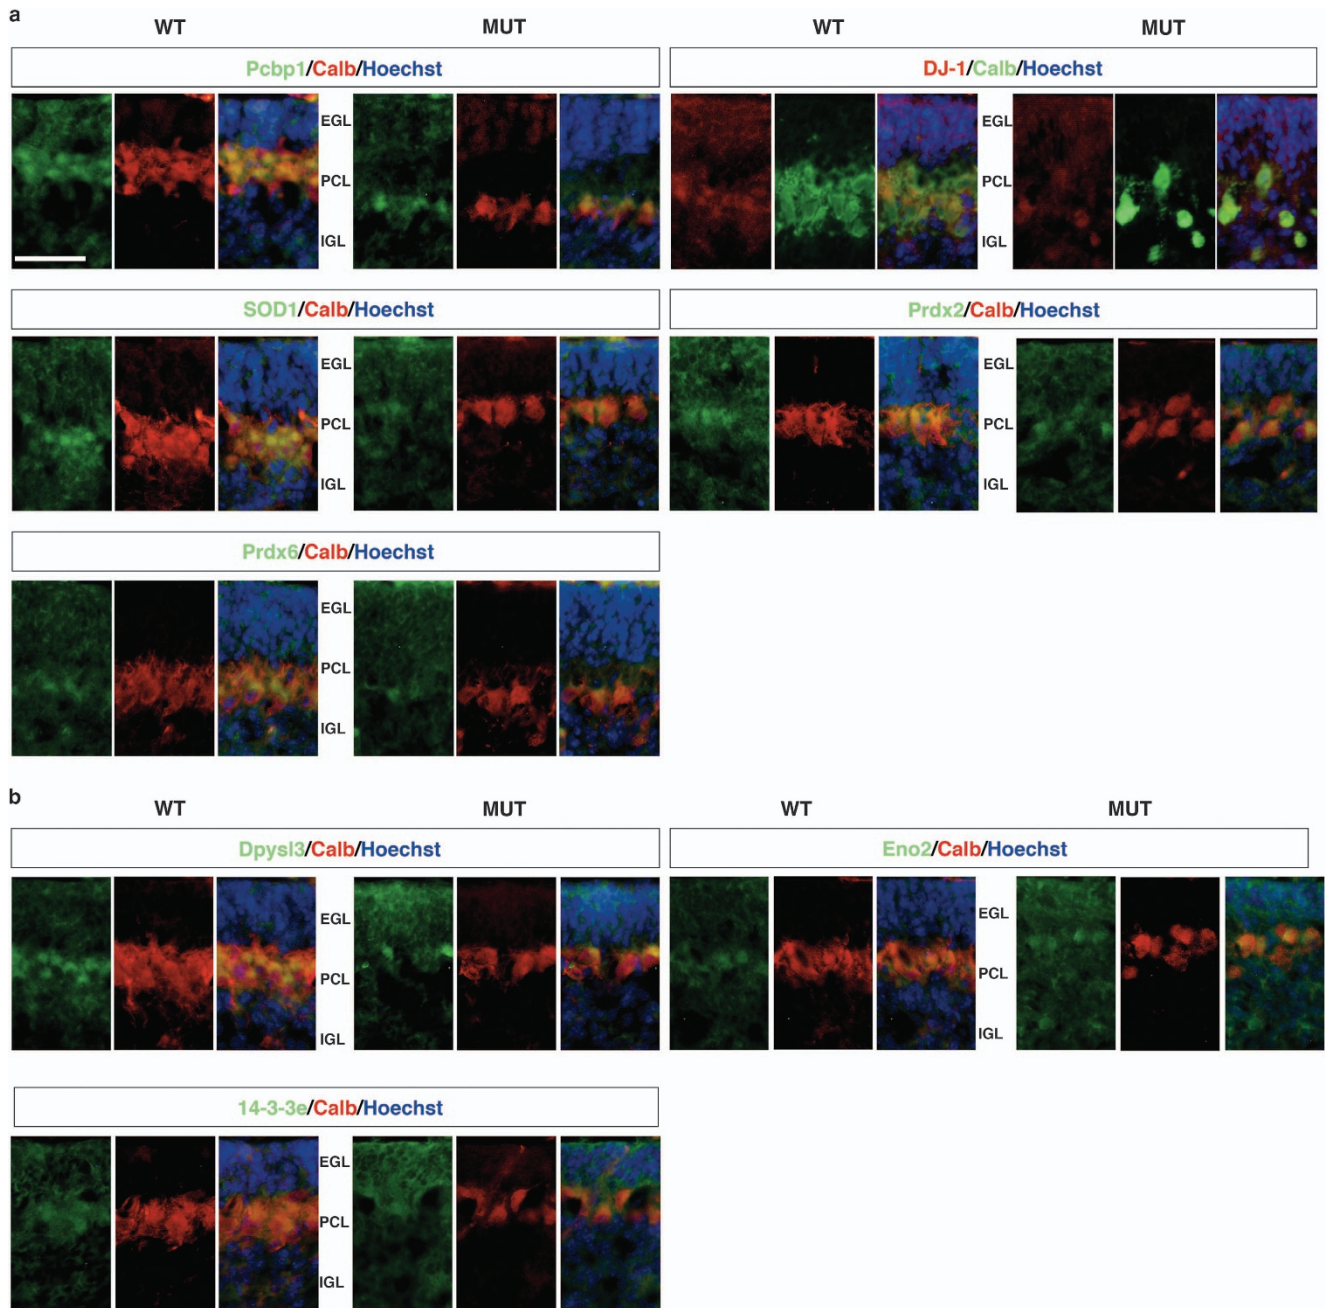 a
WT MUT WT MUT
Pcbp1/Calb/Hoechst DJ-1/Calb/Hoechst
EGL EGL
PCL PCL
IGL IGL
SOD1/Calb/Hoechst Prdx2/Calb/Hoechst
EGL EGL
PCL PCL
IGL IGL
Prdx6/Calb/Hoechst
EGL
PCL
IGL
b
WT MUT WT MUT
Dpysl3/Calb/Hoechst Eno2/Calb/Hoechst
EGL EGL
PCL PCL
IGL IGL
14-3-3e/Calb/Hoechst
EGL
PCL
IGL